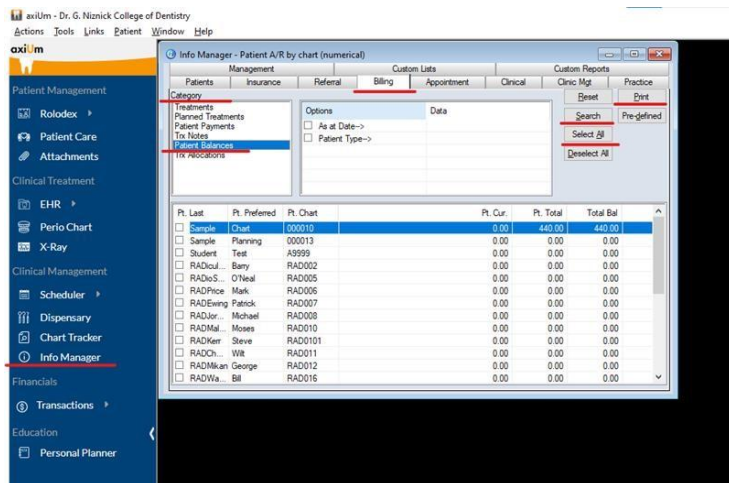 axiUm - Dr. G. Niznick College of Dentistry
Actions Tools Links Patient Window Help
axiUm
Patient Management
Rolodex
Patient Care
Attachments
Clinical Treatment
EHR
Perio Chart
X-Ray
Clinical Management
Scheduler
Dispensary
Chart Tracker
Info Manager
Financials
Transactions
Education
Personal Planner
Info Manager - Patient A/R by chart (numerical)
Management Custom Lists Custom Reports
Patients Insurance Referral Billing Appointment Clinical Clinic Mgt Practice
Category
Treatments
Planned Treatments
Patient Payments
Trx Notes
Patient Balances
Trx Allocations
Options Data
As at Date-->
Patient Type-->
Reset Print
Search Pre-defined
Select All
Deselect All
Pt. Last Pt. Preferred Pt. Chart Pt. Cur. Pt. Total Total Bal
Sample Chart 000010 0.00 440.00 440.00
Sample Planning 000013 0.00 0.00 0.00
Student Test A9999 0.00 0.00 0.00
RADicul... Barry RAD002 0.00 0.00 0.00
RADioS... O'Neal RAD005 0.00 0.00 0.00
RADPrice Mark RAD006 0.00 0.00 0.00
RADEwing Patrick RAD007 0.00 0.00 0.00
RADJor... Michael RAD008 0.00 0.00 0.00
RADMal... Moses RAD010 0.00 0.00 0.00
RADKerr Steve RAD0101 0.00 0.00 0.00
RADCh... Wilt RAD011 0.00 0.00 0.00
RADMikan George RAD012 0.00 0.00 0.00
RADWa... Bill RAD016 0.00 0.00 0.00